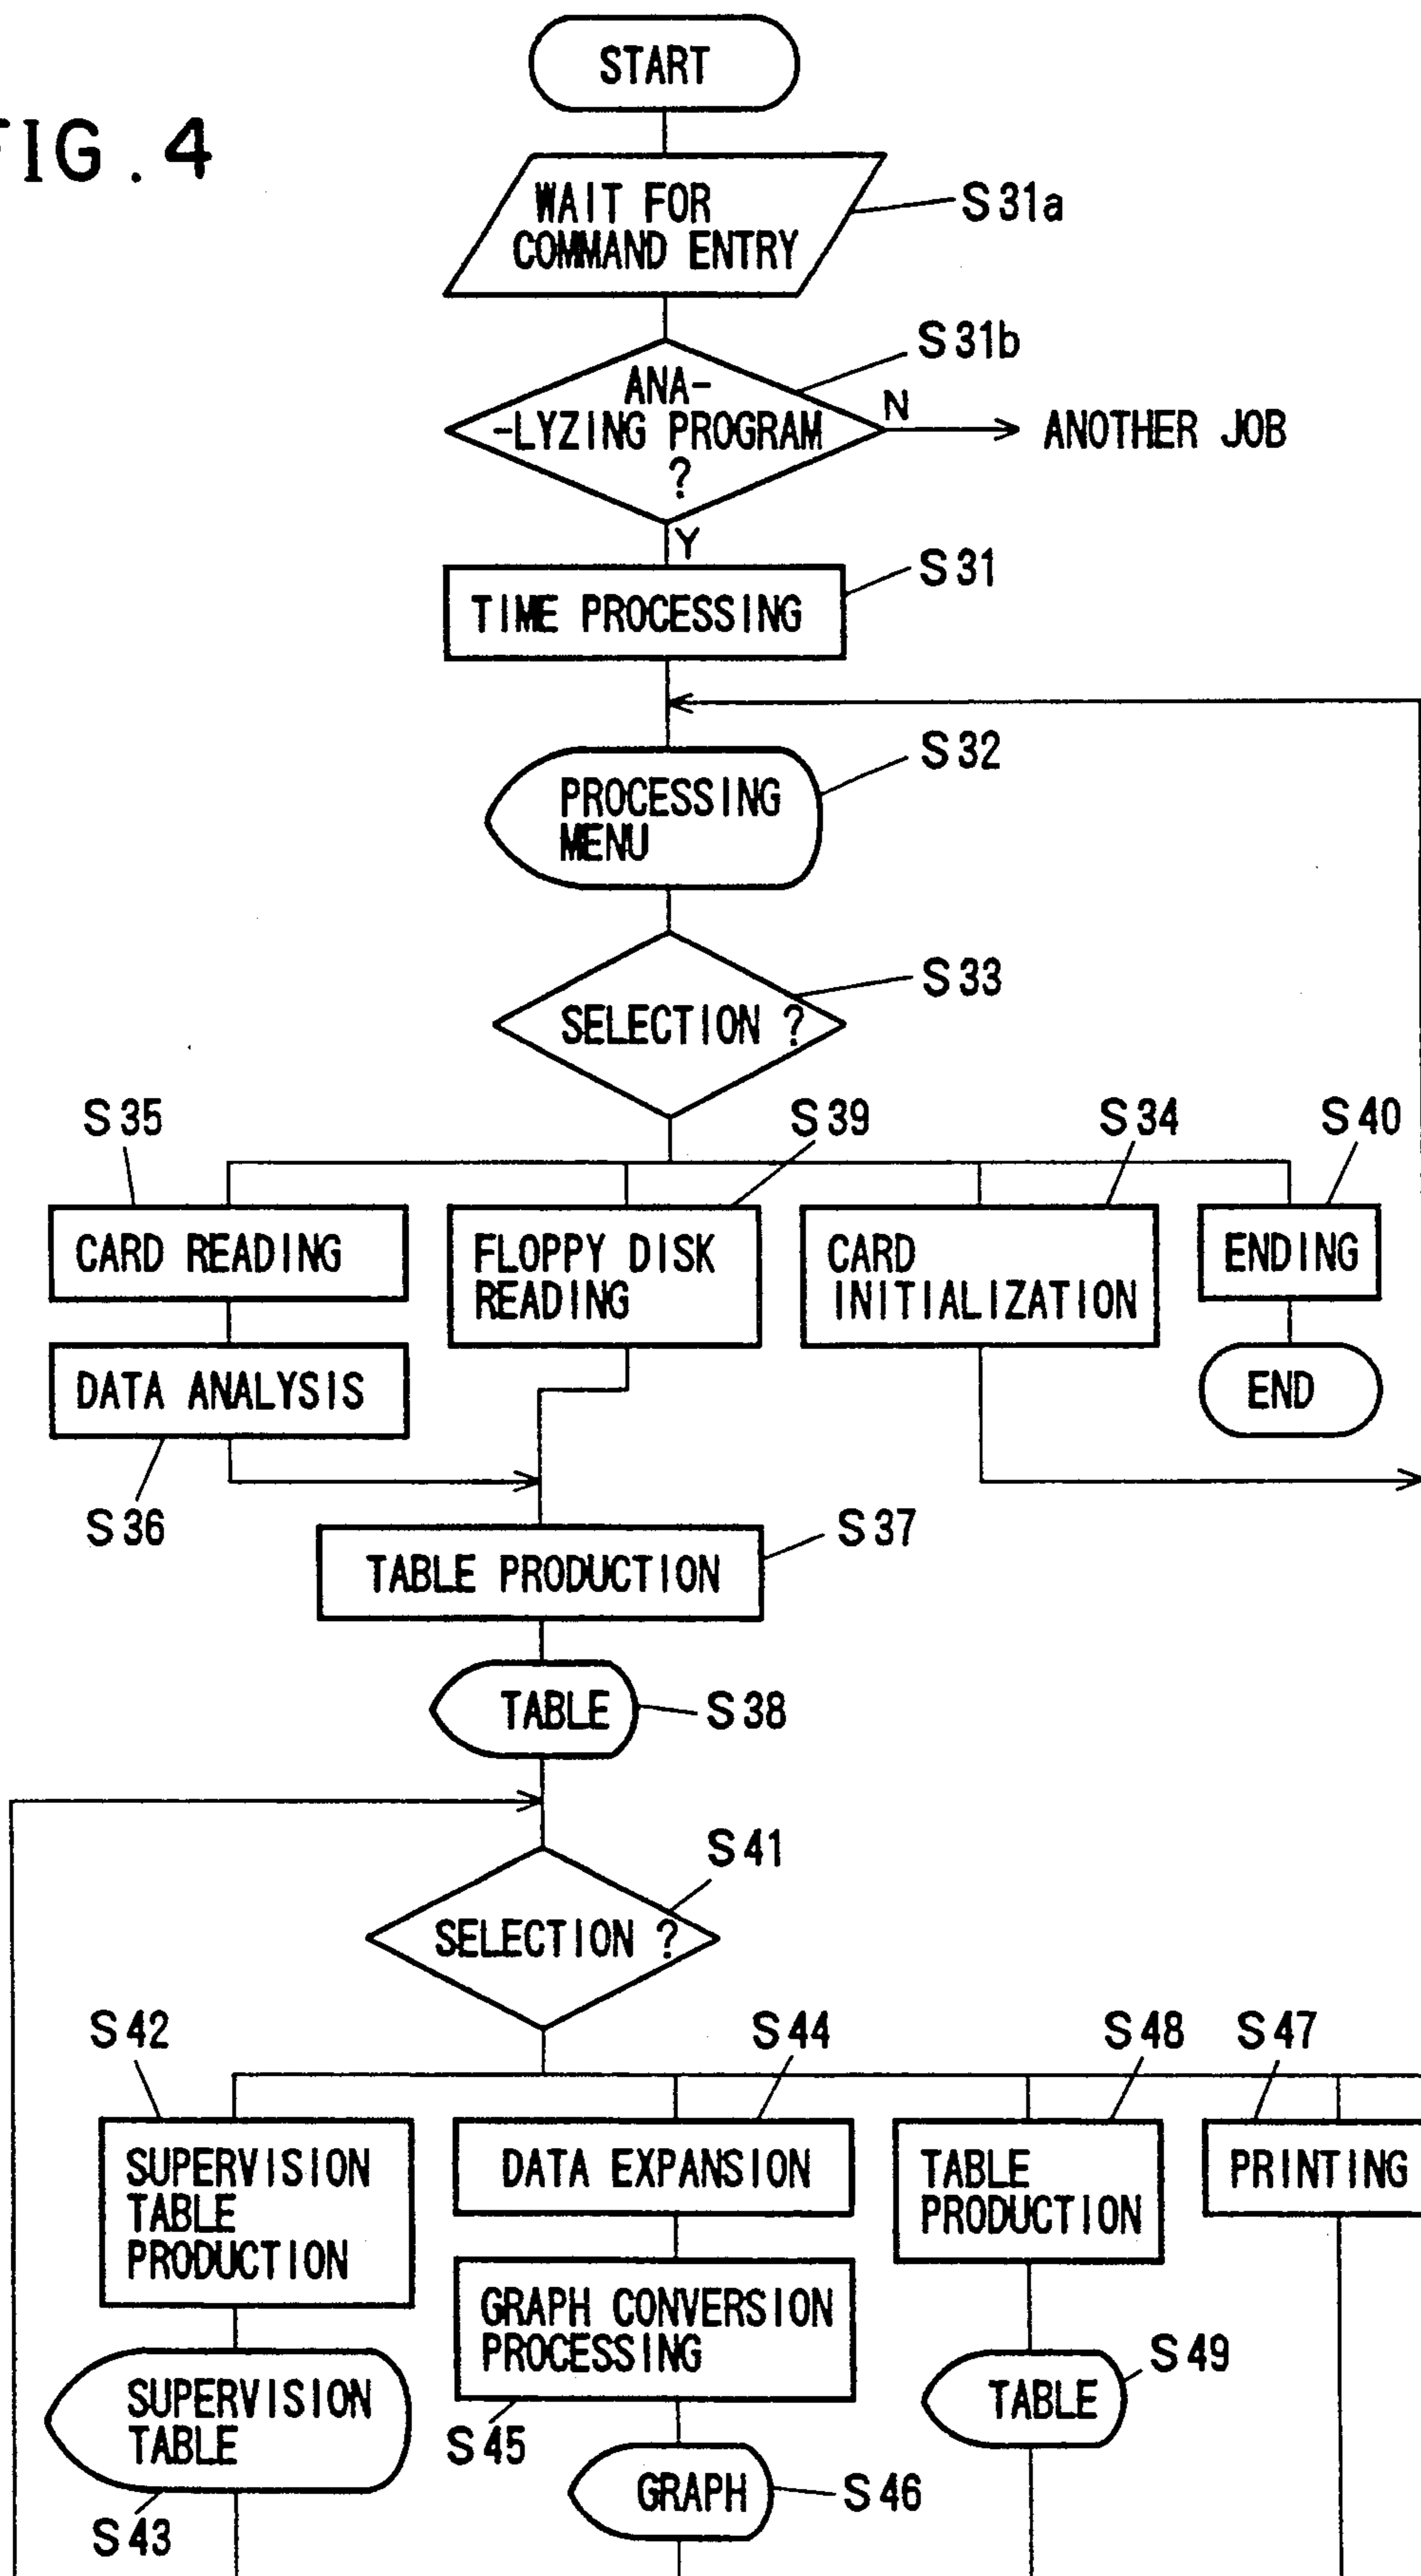 START
FIG. 4
WAIT FOR
COMMAND ENTRY
S31a
S31b
ANA-
-LYZING PROGRAM
?
N
ANOTHER JOB
Y
S31
TIME PROCESSING
S32
PROCESSING
MENU
S33
SELECTION ?
S35
S39
S34
S40
CARD READING
FLOPPY DISK
READING
CARD
INITIALIZATION
ENDING
DATA ANALYSIS
END
S36
S37
TABLE PRODUCTION
TABLE
S38
S41
SELECTION ?
S42
S44
S48
S47
SUPERVISION
TABLE
PRODUCTION
DATA EXPANSION
TABLE
PRODUCTION
PRINTING
GRAPH CONVERSION
PROCESSING
S49
SUPERVISION
TABLE
TABLE
S45
GRAPH
S46
S43